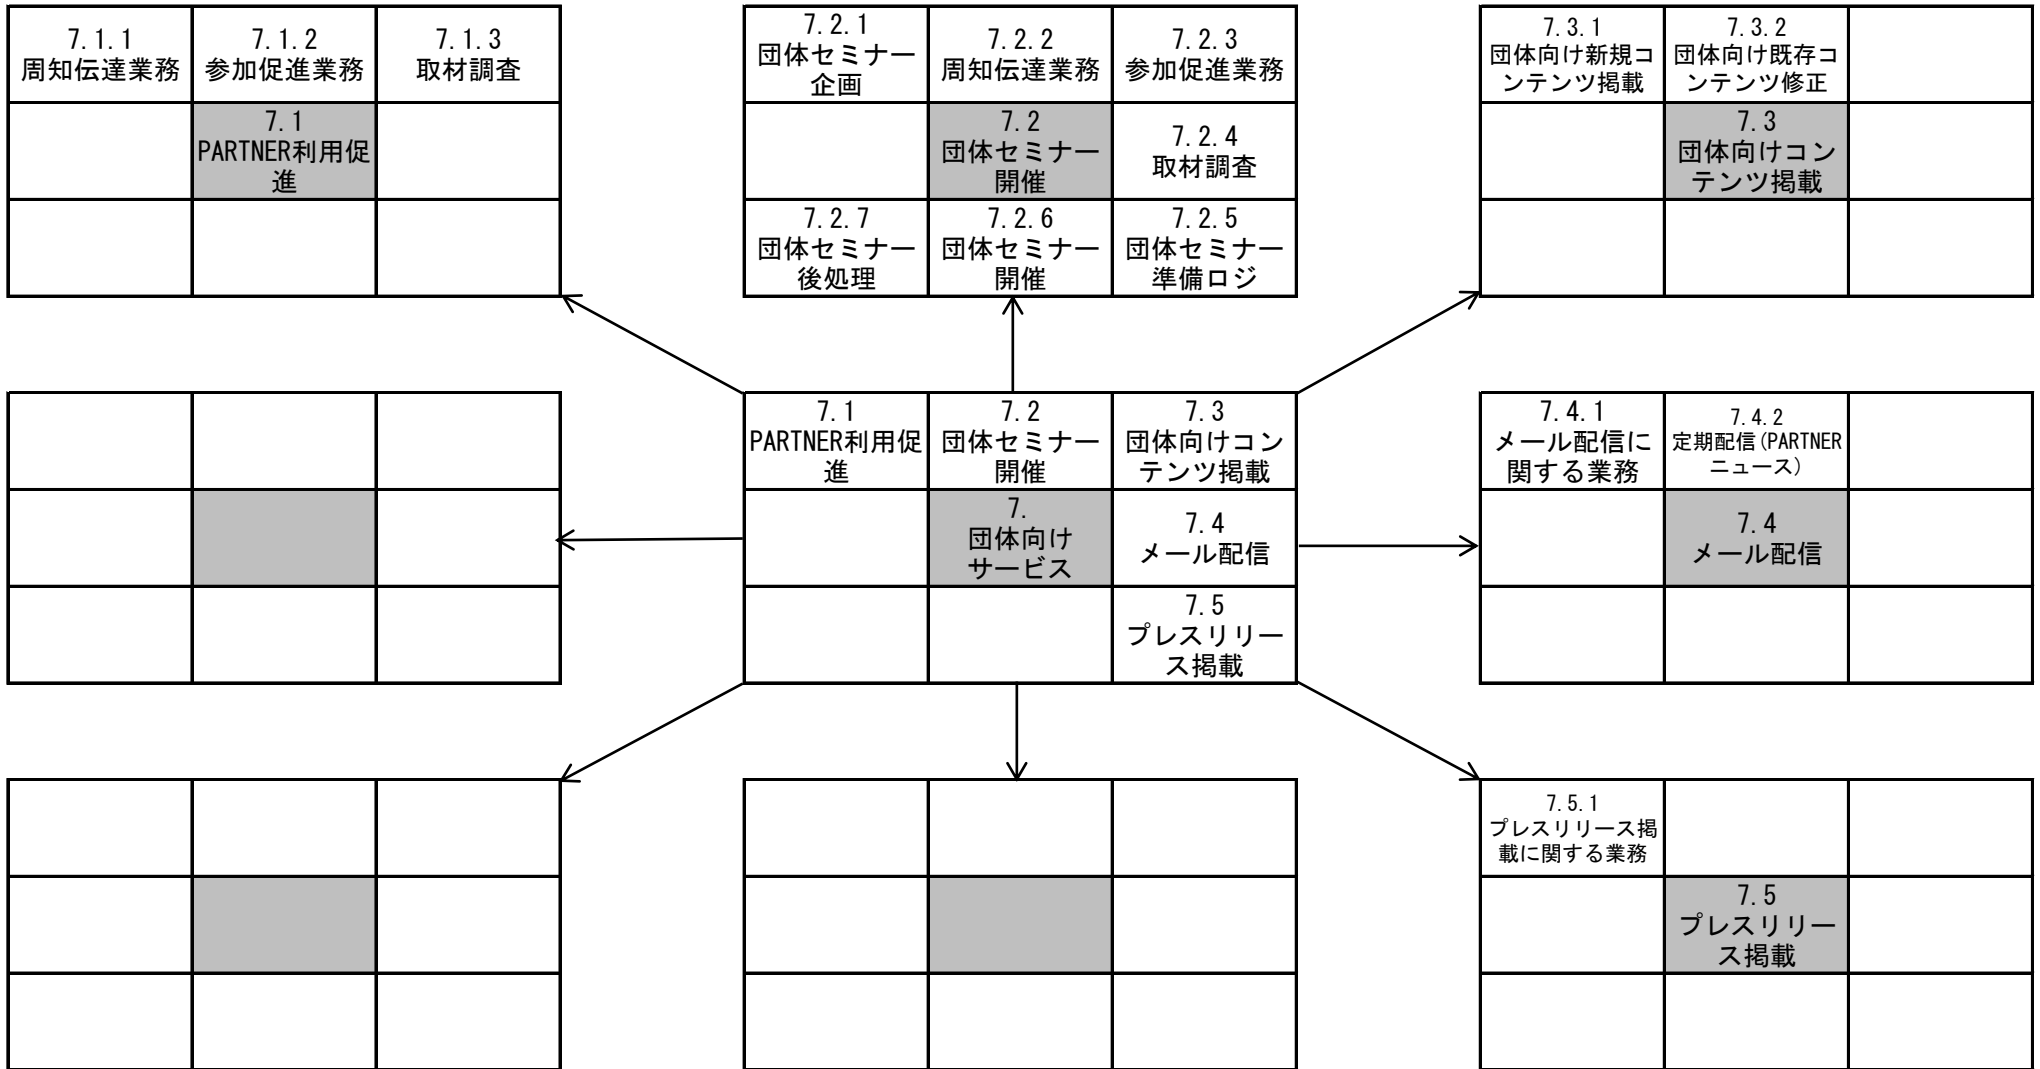 7.1.1
周知伝達業務
7.1.2
参加促進業務
7.1.3
取材調査
7.1
PARTNER利用促
進
7.2.1
団体セミナー
企画
7.2.2
周知伝達業務
7.2.3
参加促進業務
7.2
団体セミナー
開催
7.2.4
取材調査
7.2.7
団体セミナー
後処理
7.2.6
団体セミナー
開催
7.2.5
団体セミナー
準備ロジ
7.3.1
団体向け新規コ
ンテンツ掲載
7.3.2
団体向け既存コ
ンテンツ修正
7.3
団体向けコン
テンツ掲載
7.1
PARTNER利用促
進
7.2
団体セミナー
開催
7.3
団体向けコン
テンツ掲載
7.
団体向け
サービス
7.4
メール配信
7.5
プレスリリー
ス掲載
7.4.1
メール配信に
関する業務
7.4.2
定期配信(PARTNER
ニュース)
7.4
メール配信
7.5.1
プレスリリース掲
載に関する業務
7.5
プレスリリー
ス掲載